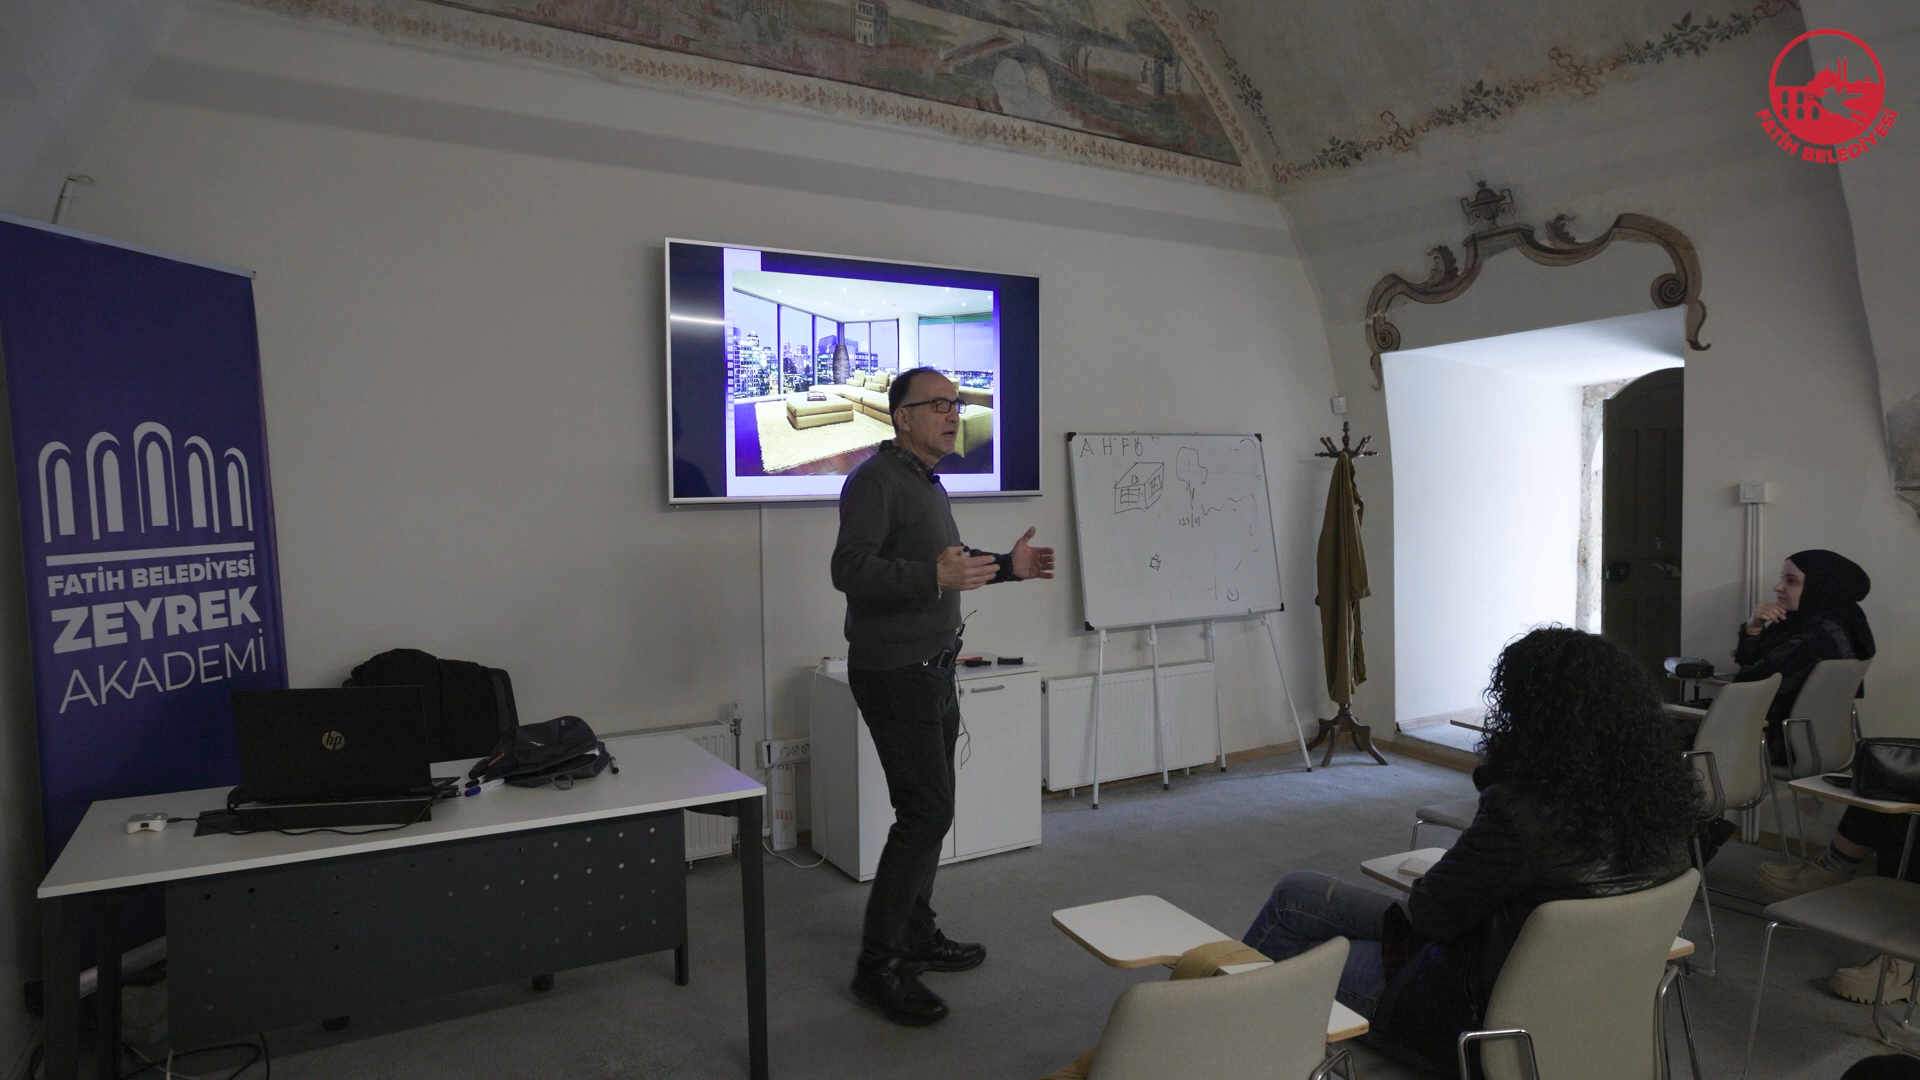 FATİH BELEDİYESİ
FATİH BELEDİYESİ
ZEYREK
AKADEMİ
hp
A H F